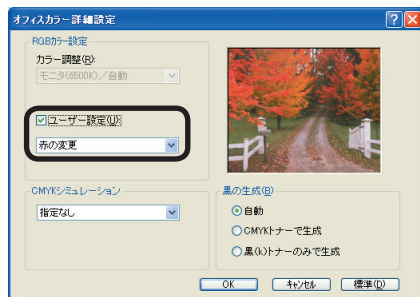 オフィスカラー詳細設定
RGBカラー設定
カラー調整(R):
モニタ(6500K)／自動
ユーザー設定(U):
赤の変更
CMYKシミュレーション
指定なし
黒の生成(B)
自動
CMYKトナーで生成
黒(k)トナーのみで生成
OK
キャンセル
標準(D)